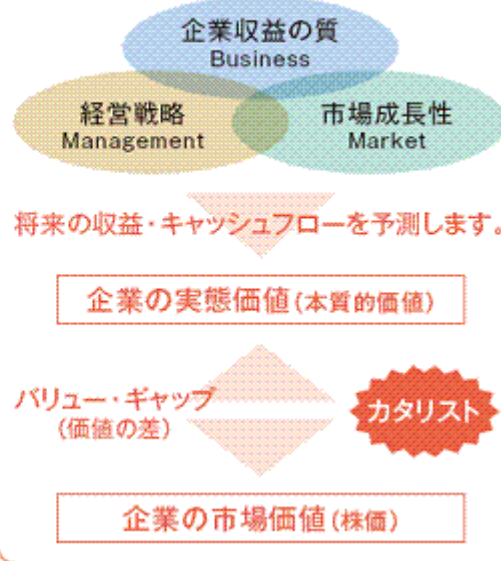 企業収益の質
Business
経営戦略
Management
市場成長性
Market
将来の収益・キャッシュフローを予測します。
企業の実態価値(本質的価値)
バリュー・ギャップ
(価値の差)
カタリスト
企業の市場価値(株価)